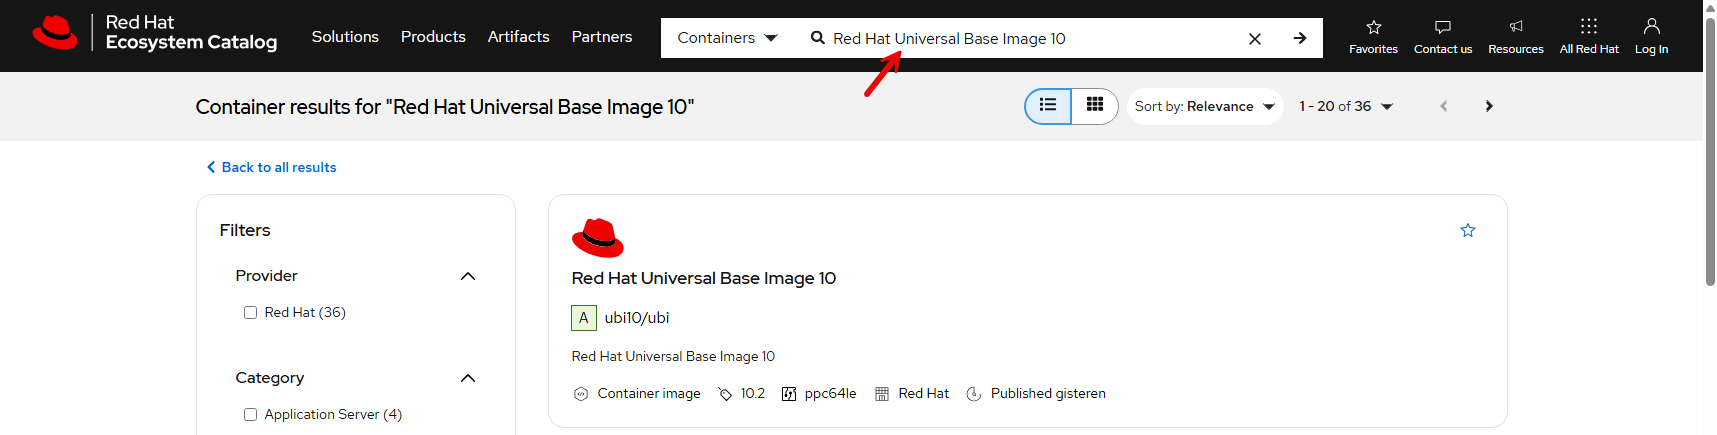 Red Hat
Ecosystem Catalog
Solutions Products Artifacts Partners
Containers Red Hat Universal Base Image 10
Favorites Contact us Resources All Red Hat Log In
Container results for "Red Hat Universal Base Image 10"
Sort by: Relevance 1 - 20 of 36
Back to all results
Filters
Provider
Red Hat (36)
Category
Application Server (4)
Red Hat Universal Base Image 10
A ubi10/ubi
Red Hat Universal Base Image 10
Container image 10.2 ppc64le Red Hat Published gisteren